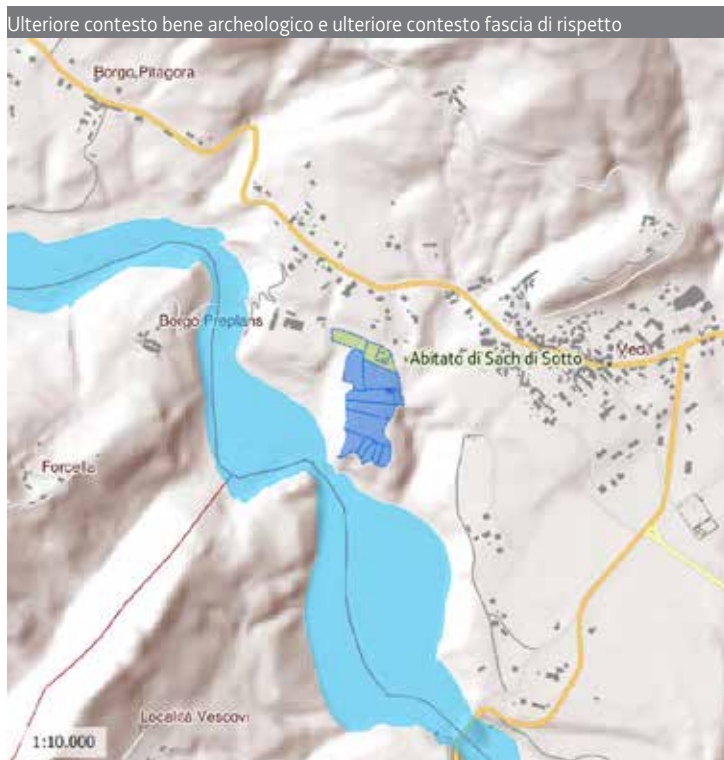 Ulteriore contesto bene archeologico e ulteriore contesto fascia di rispetto
Borgo Pitagora
Borgo Preplans
Abitato di Sach di Sotto
Forcella
Località Vescovi
1:10.000